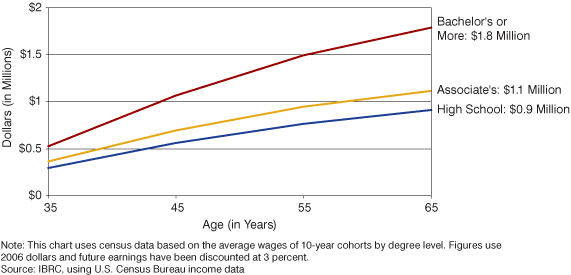 $2
$1.5
$1
$0.5
$0
Dollars (in Millions)
35
45
55
65
Age (in Years)
Bachelor's or
More: $1.8 Million
Associate's: $1.1 Million
High School: $0.9 Million
Note: This chart uses census data based on the average wages of 10-year cohorts by degree level. Figures use
2006 dollars and future earnings have been discounted at 3 percent.
Source: IBRC, using U.S. Census Bureau income data